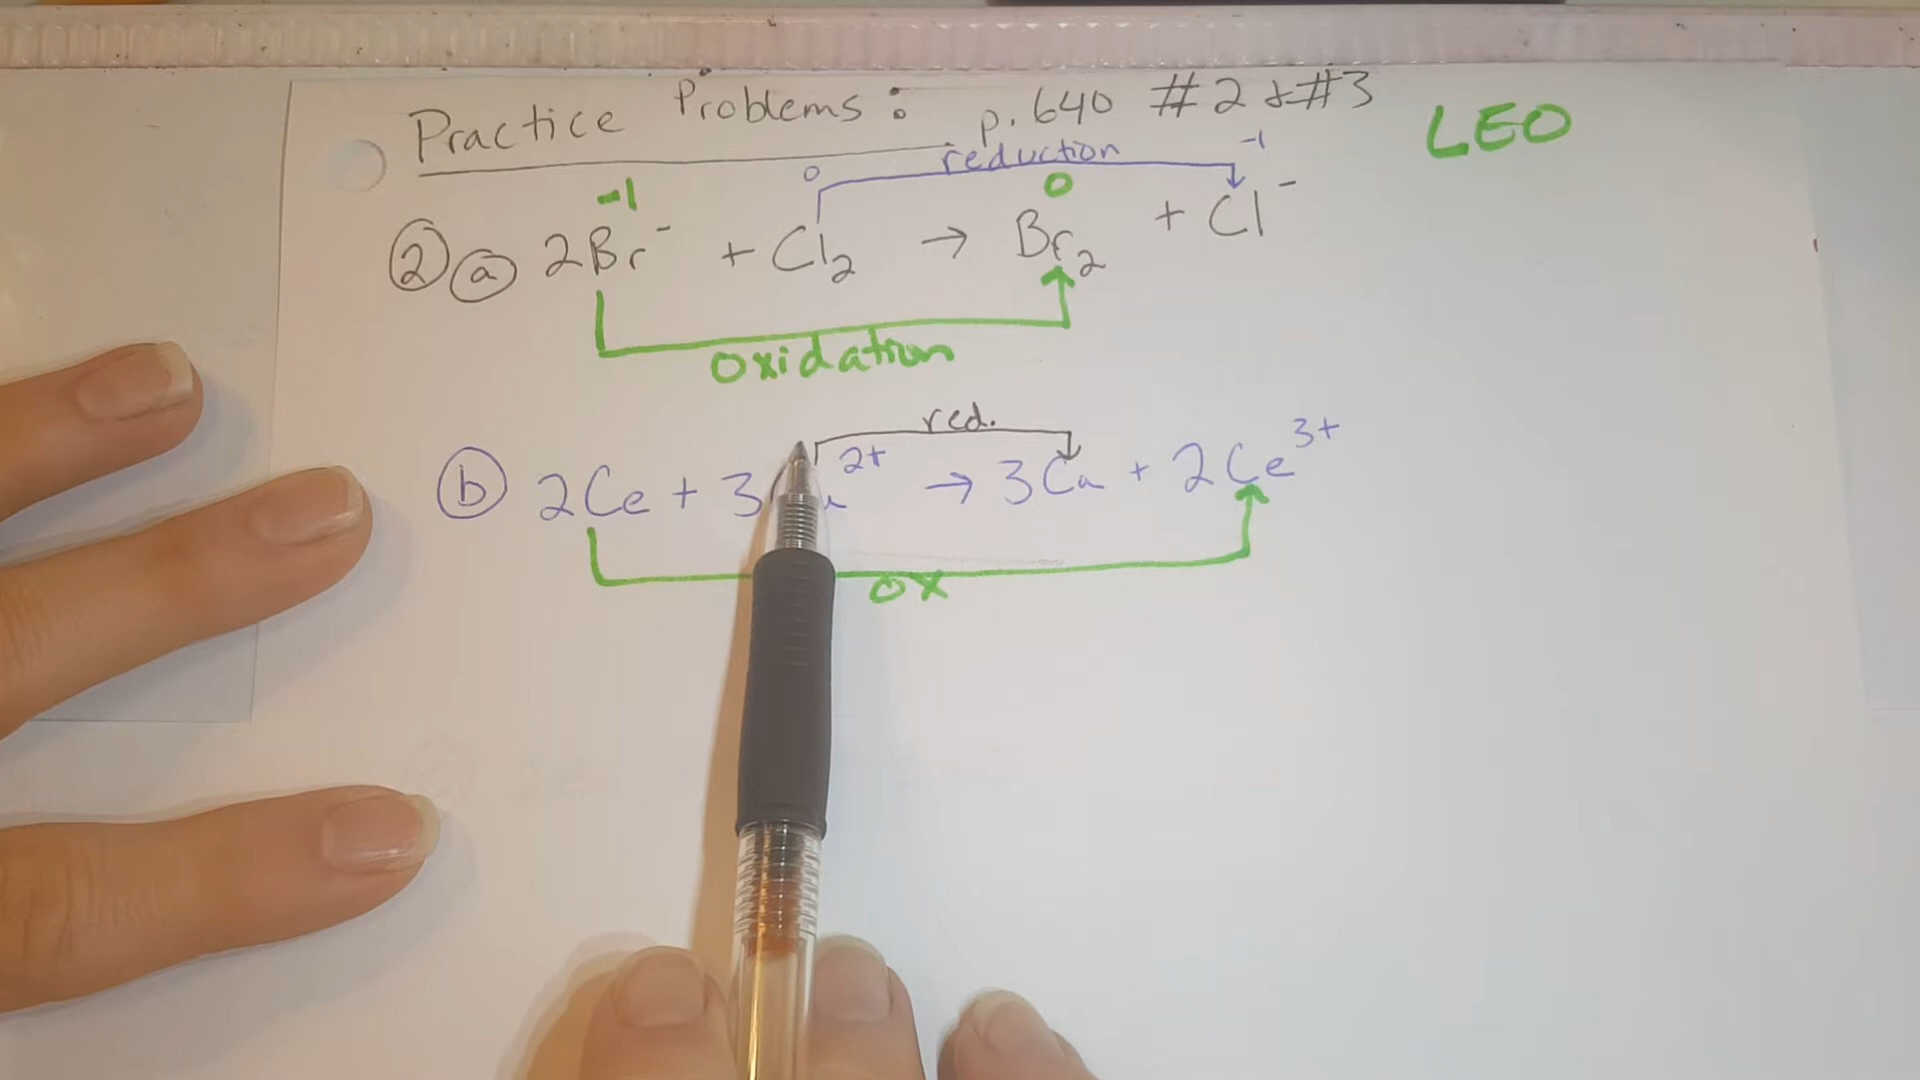 Practice Problems: p.640 #2 & #3
LEO
reduction
0 -1
-1 0
② ⓐ 2Br⁻ + Cl₂ → Br₂ + Cl⁻
oxidation
red.
ⓑ 2Ce + 3 ²⁺ → 3Cu + 2Ce³⁺
ox